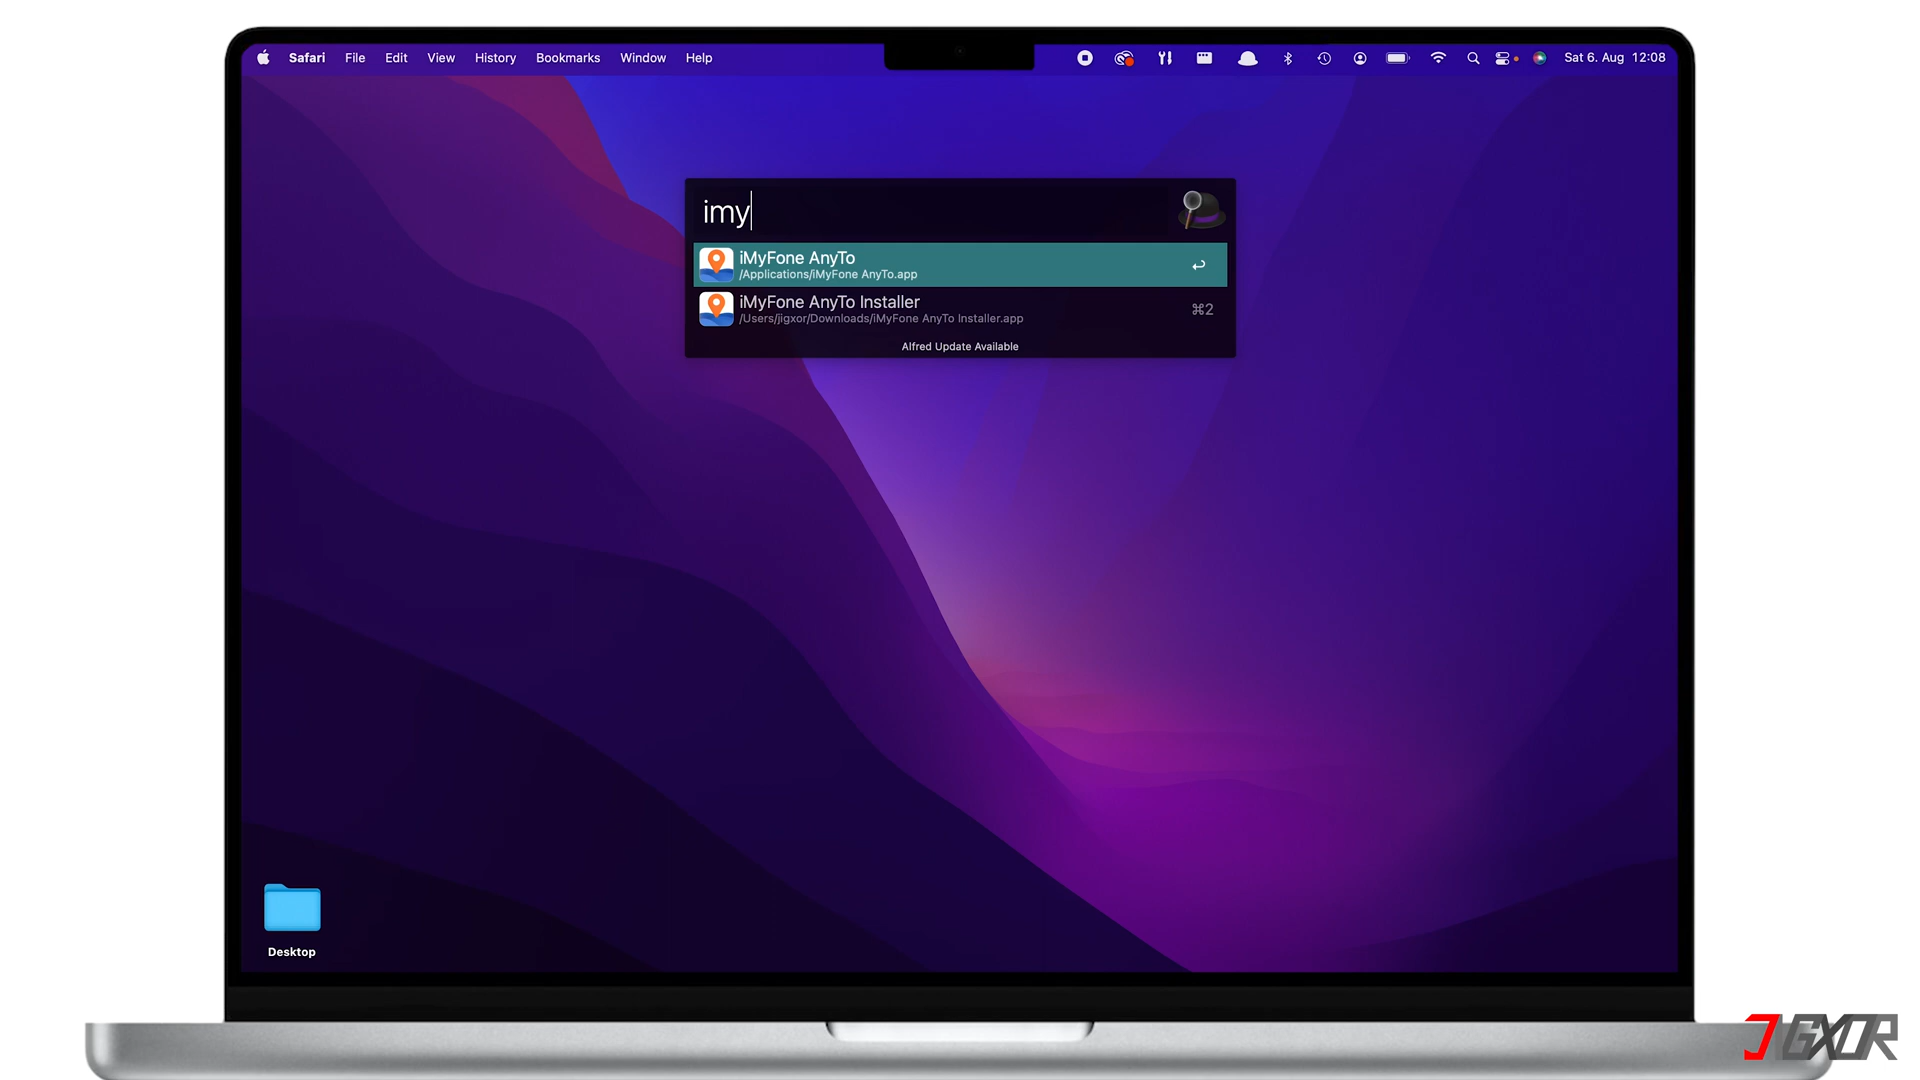 Safari File Edit View History Bookmarks Window Help Sat 6. Aug 12:08
imy
iMyFone AnyTo
/Applications/iMyFone AnyTo.app
iMyFone AnyTo Installer
/Users/jigxor/Downloads/iMyFone AnyTo Installer.app
⌘2
Alfred Update Available
Desktop
JIGXOR